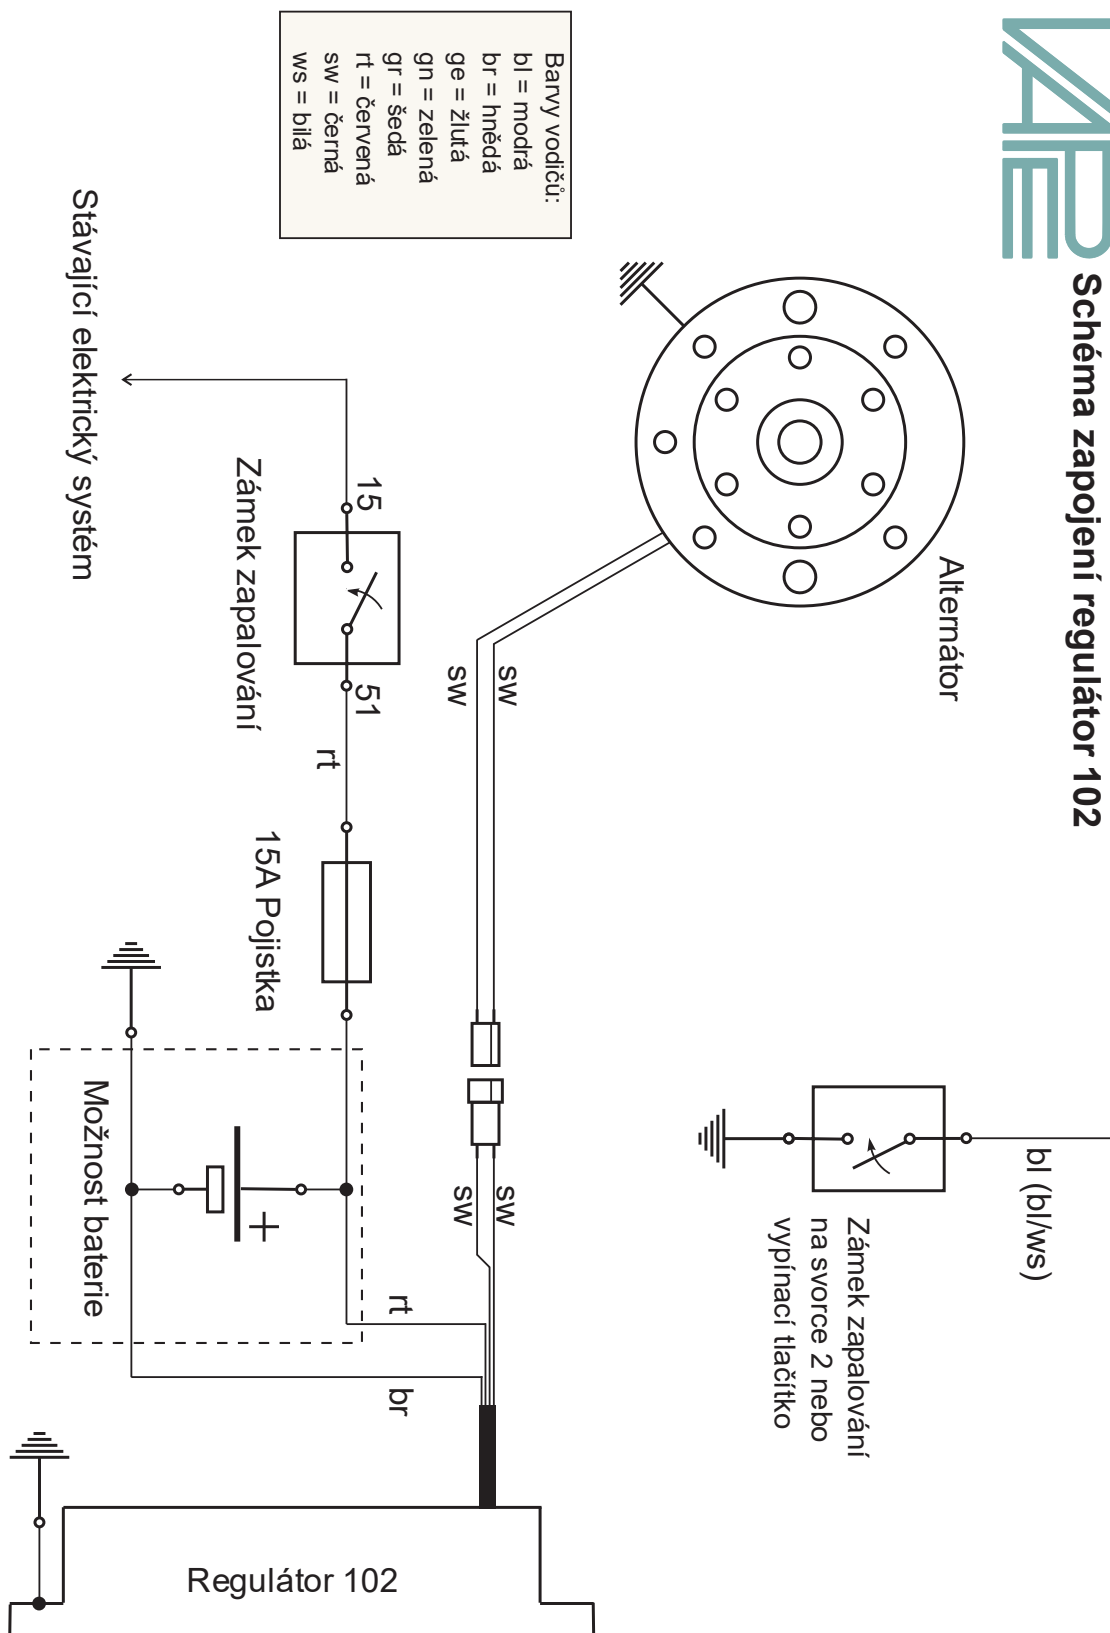 VAPE
Schéma zapojení regulátor 102
Barvy vodičů:
bl = modrá
br = hnědá
ge = žlutá
gn = zelená
gr = šedá
rt = červená
sw = černá
ws = bilá
Alternátor
sw
sw
sw
sw
bl (bl/ws)
Zámek zapalování
na svorce 2 nebo
vypínací tlačítko
15
51
Zámek zapalování
rt
15A Pojistka
Stávající elektrický systém
Možnost baterie
+
rt
br
Regulátor 102